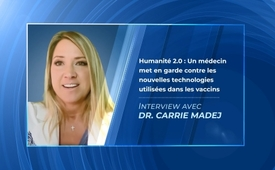 Humanité 2.0 : Un médecin
met en garde contre les
nouvelles technologies
utilisées dans les vaccins
INTERVIEW AVEC
DR. CARRIE MADEJ